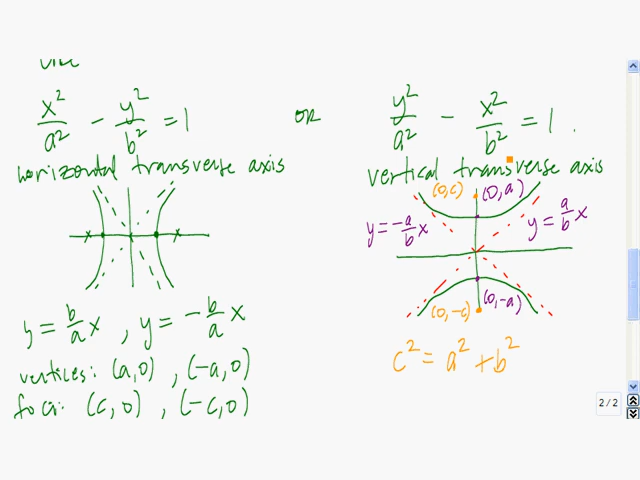 x²/a² - y²/b² = 1
OR
y²/a² - x²/b² = 1.
horizontal transverse axis
vertical transverse axis
(0,c) (0,a)
y = -a/b x
y = a/b x
(0,-c) (0,-a)
y = b/a x , y = -b/a x
c² = a² + b²
vertices: (a,0) , (-a,0)
foci: (c,0) , (-c,0)
2/2